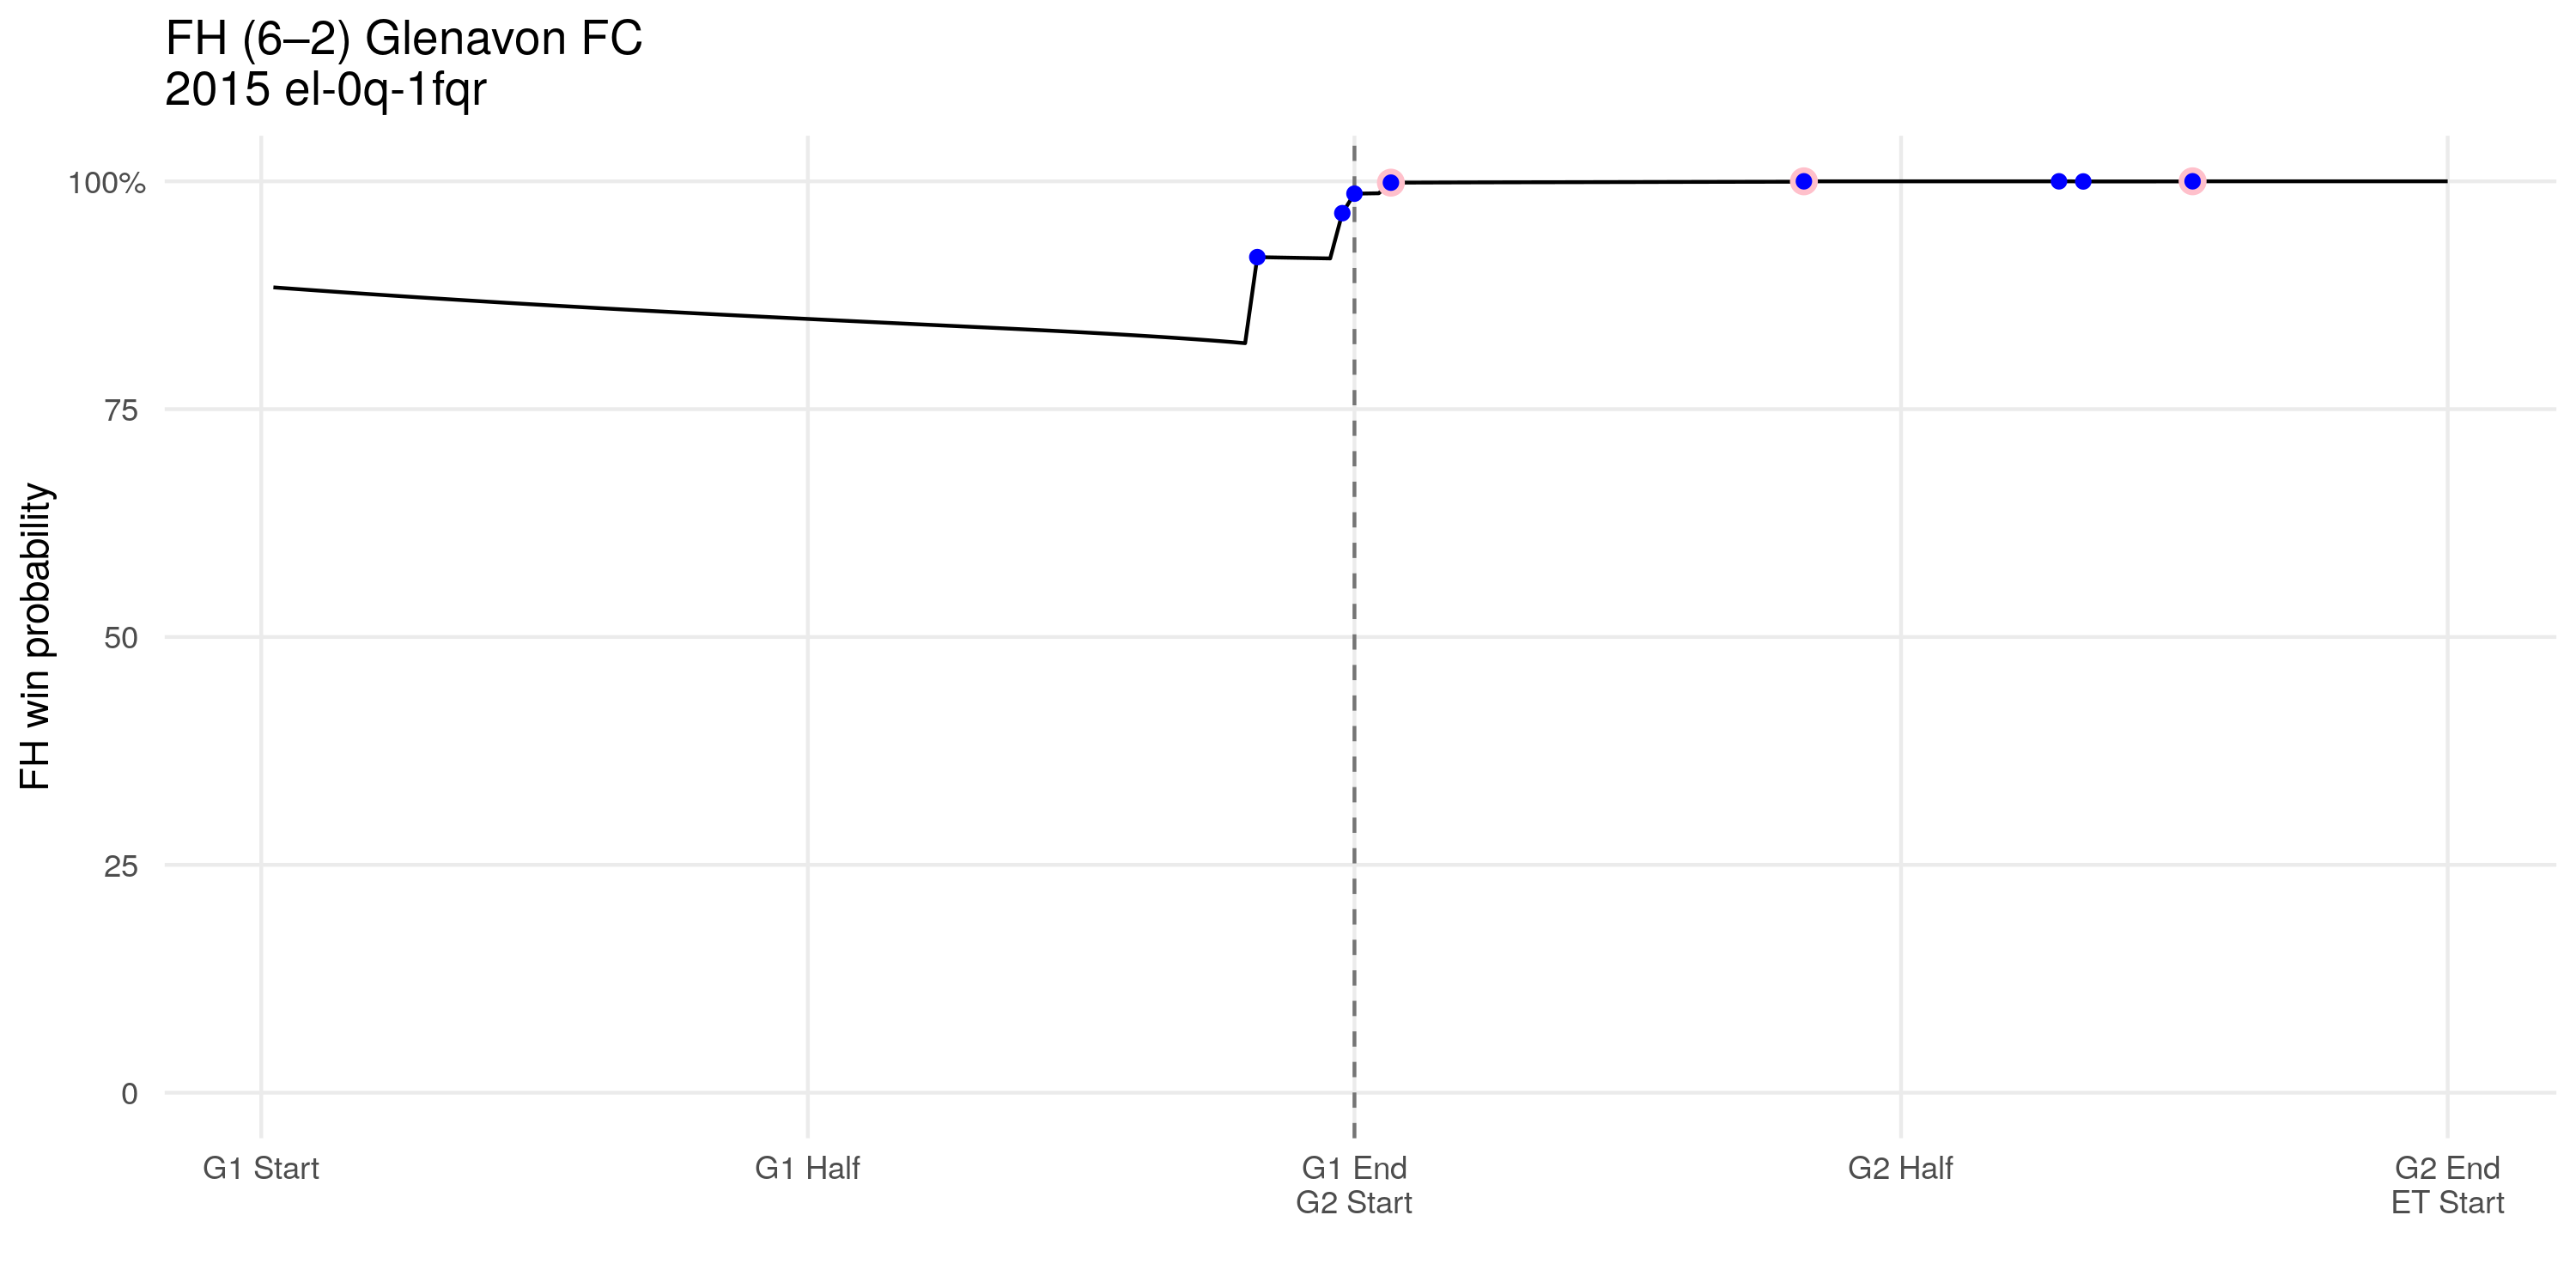 FH (6–2) Glenavon FC
2015 el-0q-1fqr
FH win probability
100%
75
50
25
0
G1 Start
G1 Half
G1 End
G2 Start
G2 Half
G2 End
ET Start